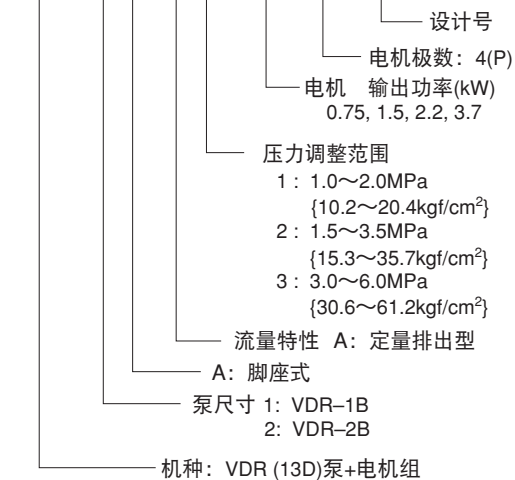 设计号
电机极数：4(P)
电机 输出功率(kW)
0.75, 1.5, 2.2, 3.7
压力调整范围
1 : 1.0～2.0MPa
{10.2～20.4kgf/cm²}
2 : 1.5～3.5MPa
{15.3～35.7kgf/cm²}
3 : 3.0～6.0MPa
{30.6～61.2kgf/cm²}
流量特性 A：定量排出型
A：脚座式
泵尺寸 1: VDR–1B
2: VDR–2B
机种：VDR (13D)泵+电机组